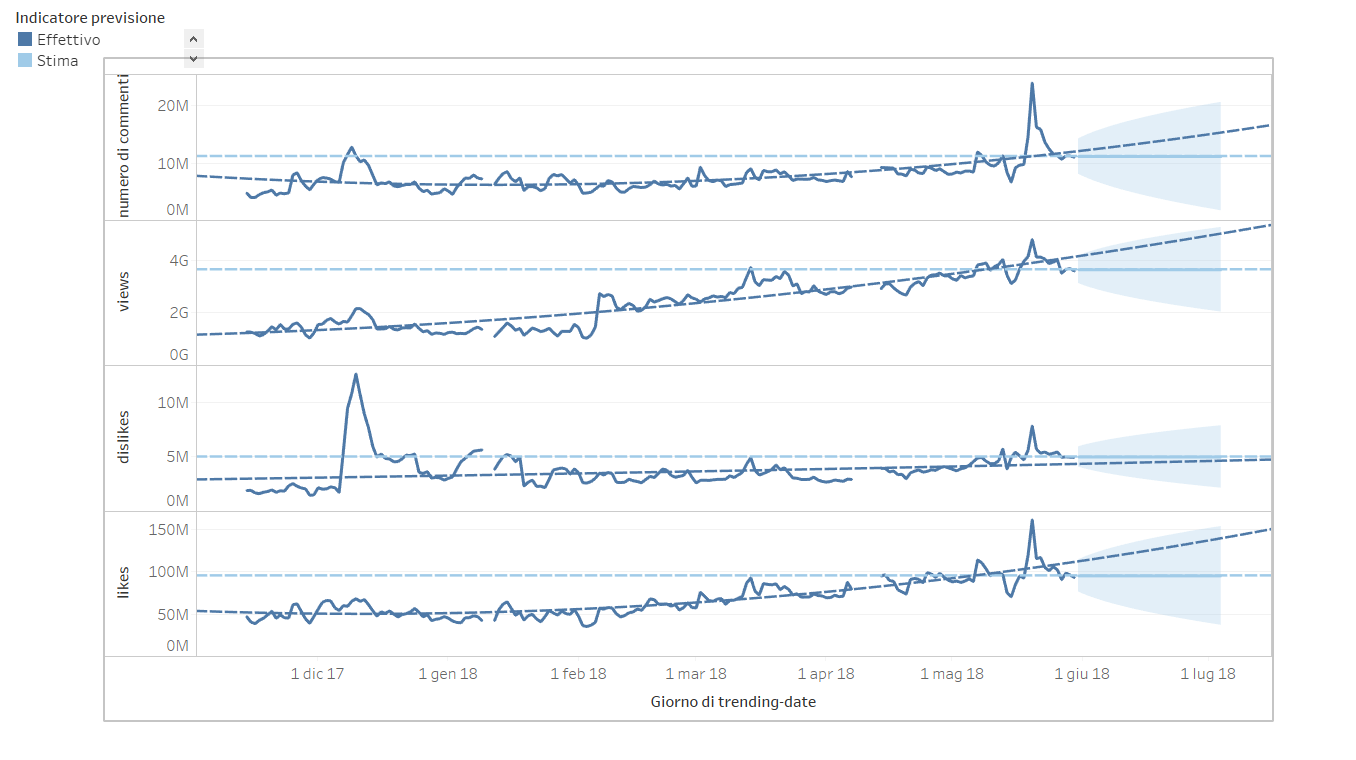 Indicatore previsione
Effettivo
Stima
numero di commenti
20M
10M
0M
views
4G
2G
0G
dislikes
10M
5M
0M
likes
150M
100M
50M
0M
1 dic 17 1 gen 18 1 feb 18 1 mar 18 1 apr 18 1 mag 18 1 giu 18 1 lug 18
Giorno di trending-date